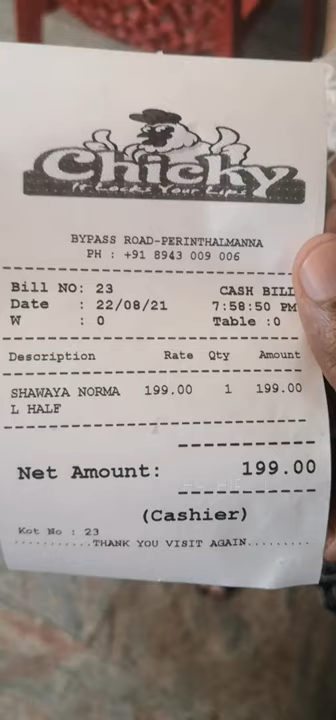 Chicky
It Locks Your Lips
BYPASS ROAD-PERINTHALMANNA
PH : +91 8943 009 006
Bill NO: 23 CASH BILL
Date : 22/08/21 7:58:50 PM
W : 0 Table :0
Description Rate Qty Amount
SHAWAYA NORMA 199.00 1 199.00
L HALF
Net Amount: 199.00
(Cashier)
Kot No : 23
...........THANK YOU VISIT AGAIN.........